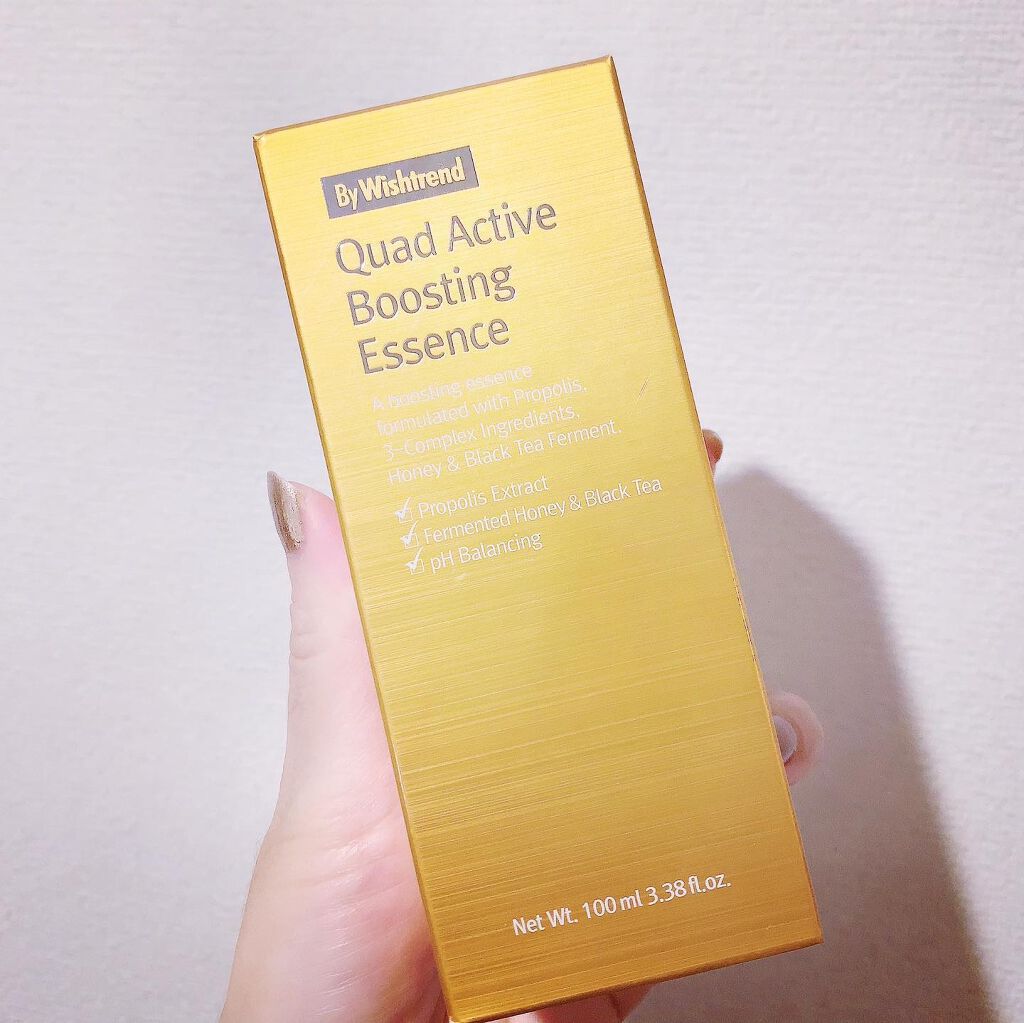 By Wishtrend
Quad Active
Boosting
Essence
A boosting essence
formulated with Propolis,
3-Complex Ingredients,
Honey & Black Tea Ferment.
Propolis Extract
Fermented Honey & Black Tea
pH Balancing
Net Wt. 100 ml 3.38 fl.oz.